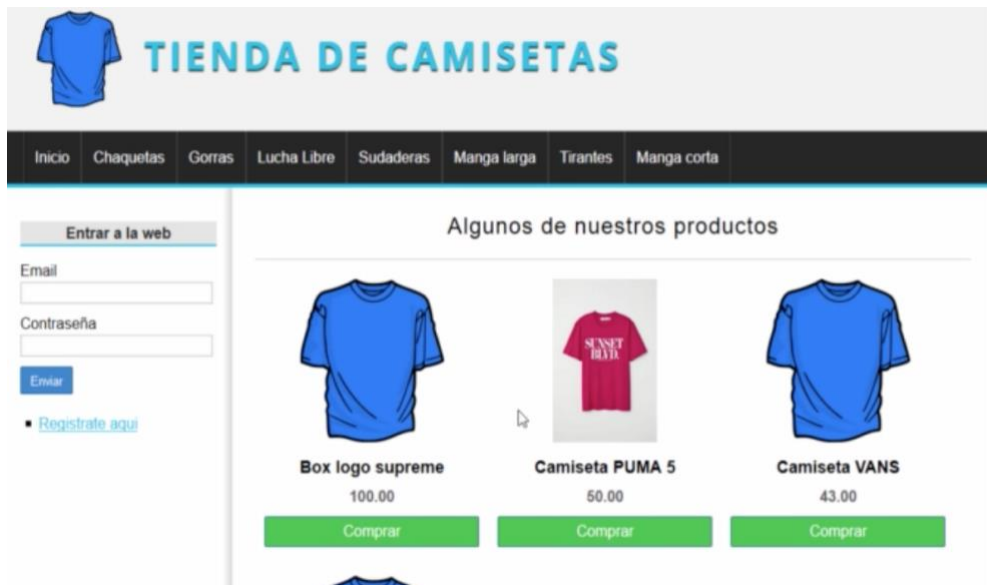 TIENDA DE CAMISETAS
Inicio Chaquetas Gorras Lucha Libre Sudaderas Manga larga Tirantes Manga corta
Entrar a la web
Email
Contraseña
Enviar
Registrate aqui
Algunos de nuestros productos
SUNSET
BLVD.
Box logo supreme
100.00
Comprar
Camiseta PUMA 5
50.00
Comprar
Camiseta VANS
43.00
Comprar